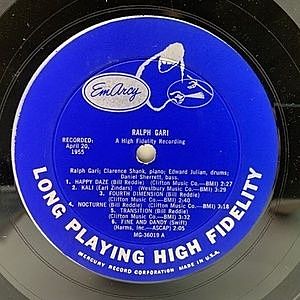 EmArcy
RALPH GARI
A High Fidelity Recording
RECORDED:
April 20,
1955
Ralph Gari; Clarence Shank, piano; Edward Julian, drums;
Daniel Sherrett, bass.
1. HAPPY DAZE (Bill Reddie) (Clifton Music Co.—BMI) 2:27
2. KALI (Earl Zindars) (Westbury Music Co.—BMI)
3. FOURTH DIMENSION (Bill Reddie)
(Clifton Music Co.—BMI) 3:18
4. NOCTURNE (Bill Reddie) (Clifton Music Co.—BMI)
5. TRANSITION (Bill Reddie)
(Clifton Music Co.—BMI) 3:32
6. FINE AND DANDY (Swift)
(Harms, Inc.—ASCAP) 2:05
MG-36019 A
LONG PLAYING HIGH FIDELITY
MERCURY RECORD CORPORATION MADE IN U.S.A.